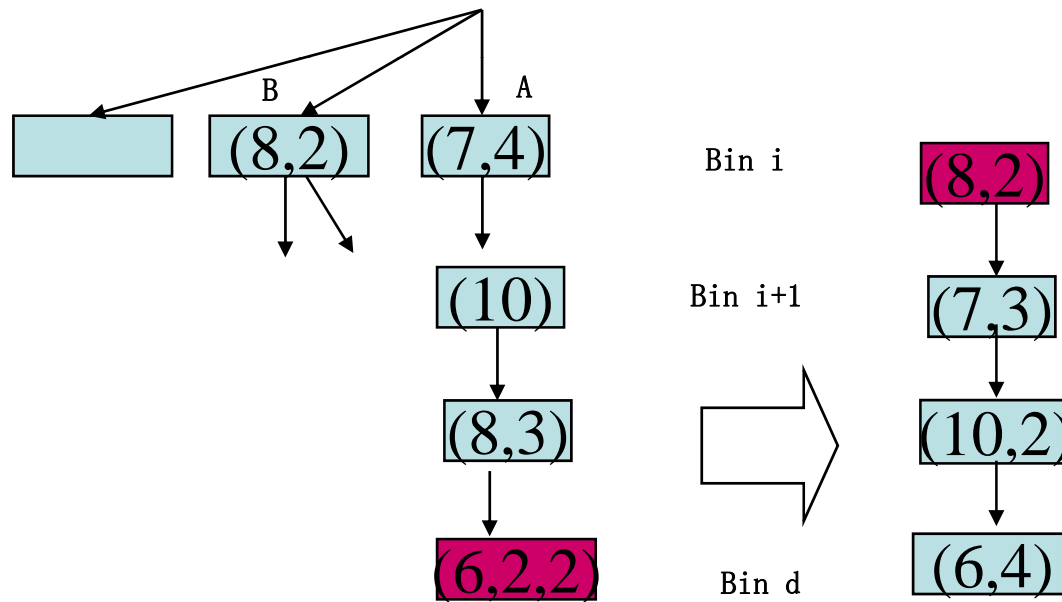 B
A
(8,2)
(7,4)
Bin i
(8,2)
(10)
Bin i+1
(7,3)
(8,3)
(10,2)
(6,2,2)
Bin d
(6,4)